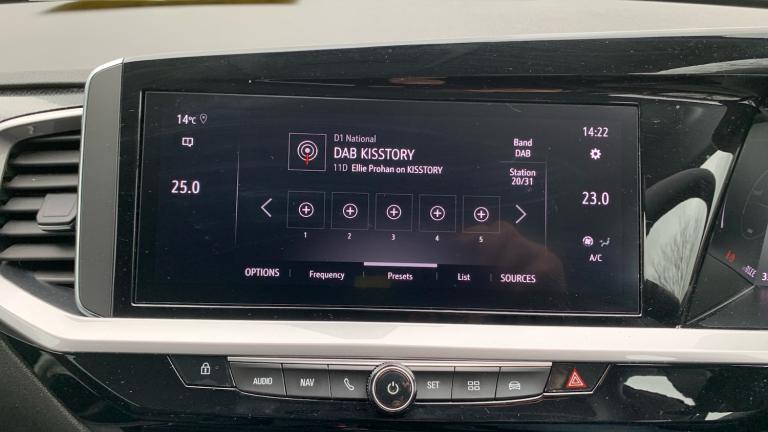 14°C
D1 National
DAB KISSTORY
11D Ellie Prohan on KISSTORY
Band
DAB
Station
20/31
14:22
25.0
23.0
1 2 3 4 5
A/C
OPTIONS Frequency Presets List SOURCES
AUDIO NAV SET